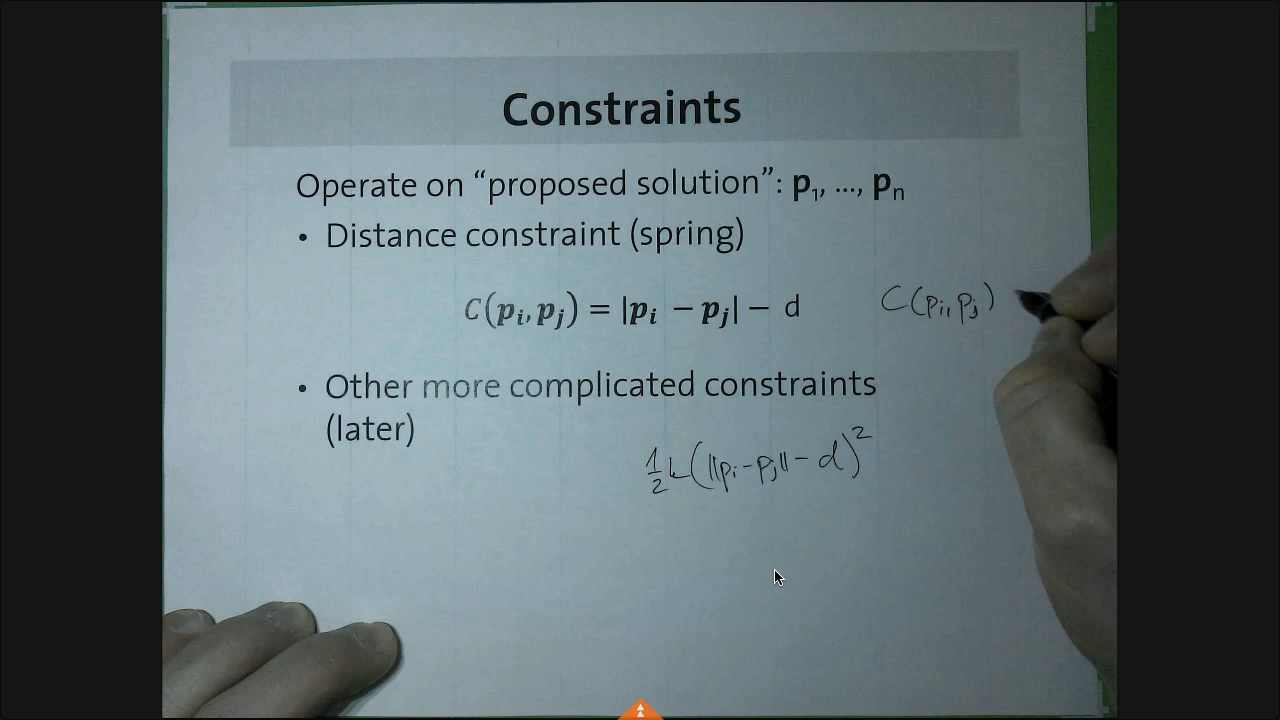 Constraints
Operate on “proposed solution”: p₁, ..., pₙ
• Distance constraint (spring)
C(pᵢ, pⱼ) = |pᵢ − pⱼ| − d
C(pᵢ, pⱼ)
• Other more complicated constraints
(later)
½k(||pᵢ-pⱼ||-d)²